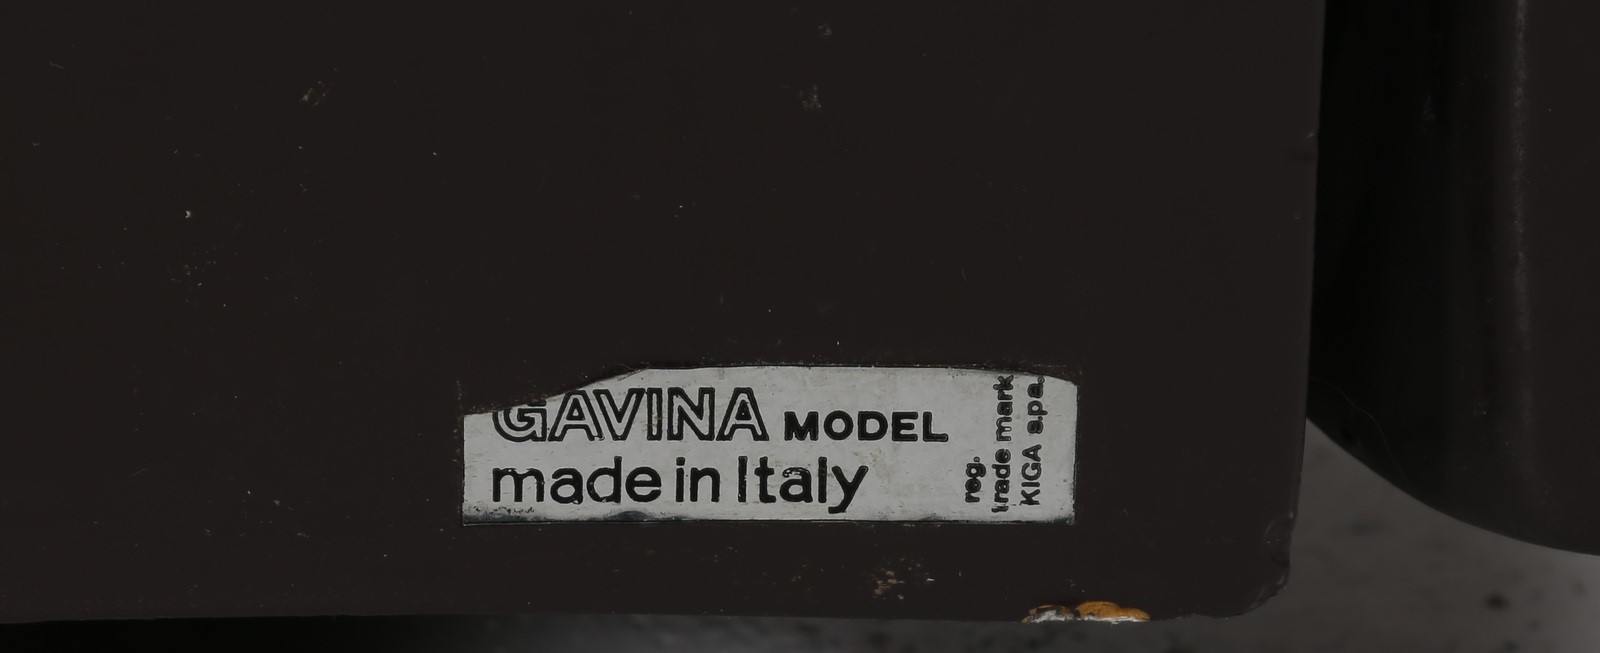 GAVINA MODEL
made in Italy
reg.
trade mark
KIGA s.p.a.